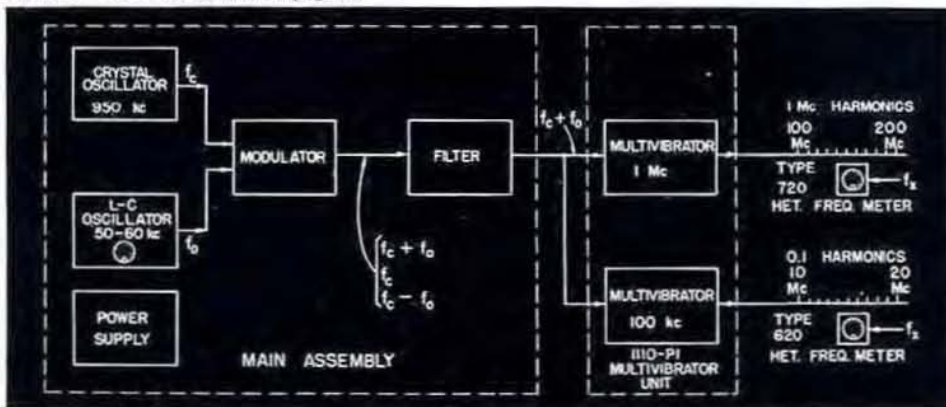 CRYSTAL
OSCILLATOR
950 kc
fc
L-C
OSCILLATOR
50-60 kc
fo
POWER
SUPPLY
MODULATOR
fc + fo
fc
fc - fo
FILTER
MAIN ASSEMBLY
fc + fo
MULTIVIBRATOR
1 Mc
MULTIVIBRATOR
100 kc
1110-P1
MULTIVIBRATOR
UNIT
1 Mc HARMONICS
100 200
Mc Mc
TYPE
720
fx
HET. FREQ. METER
0.1 HARMONICS
10 20
Mc Mc
TYPE
620
fx
HET. FREQ. METER